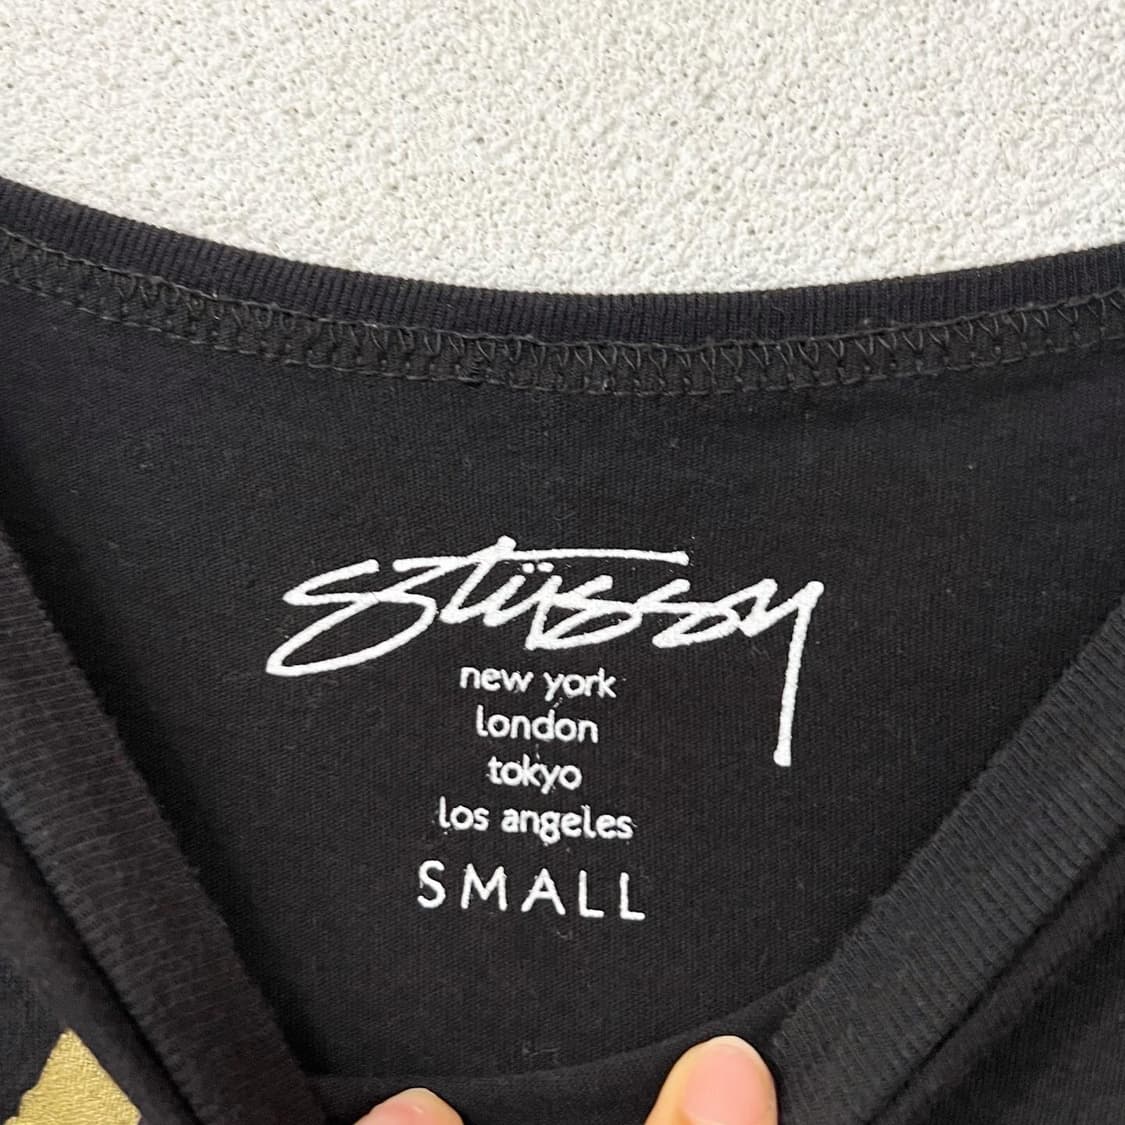 stüssy
new york
london
tokyo
los angeles
SMALL